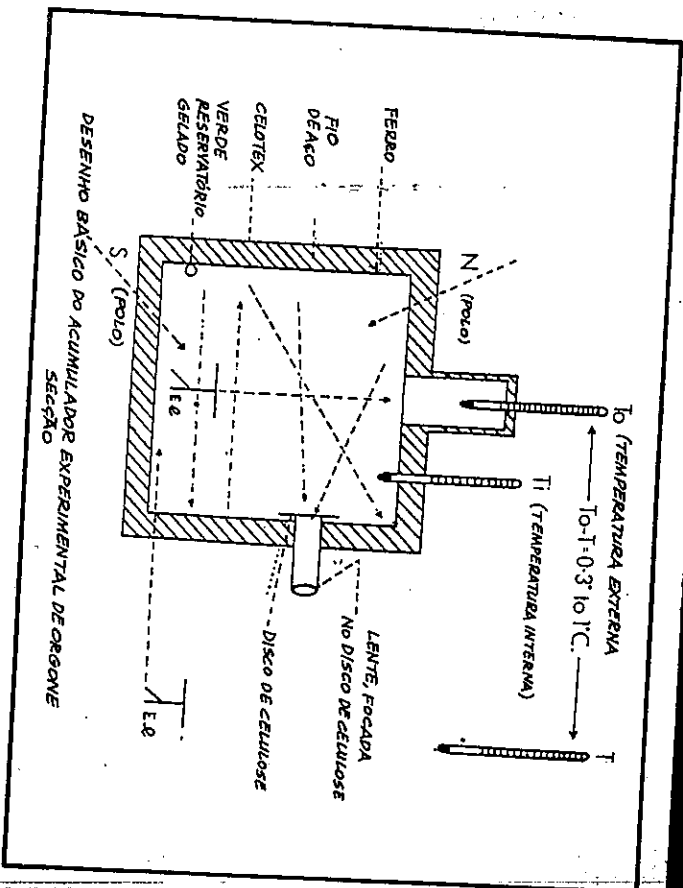 To (TEMPERATURA EXTERNA
To-T=0·3° to 1°C.
T
Ti (TEMPERATURA INTERNA)
N (POLO)
FERRO
FIO
DE AÇO
CELOTEX
VERDE
RESERVATÓRIO
GELADO
S (POLO)
LENTE, FOCADA
NO DISCO DE CELULOSE
DISCO DE CELULOSE
E.l
E.l
DESENHO BÁSICO DO ACUMULADOR EXPERIMENTAL DE ORGONE
SECÇÃO